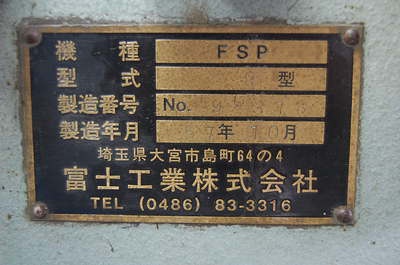 機種 FSP
型式 型
製造番号 No.
製造年月 57年 10月
埼玉県大宮市島町64の4
富士工業株式会社
TEL (0486) 83-3316